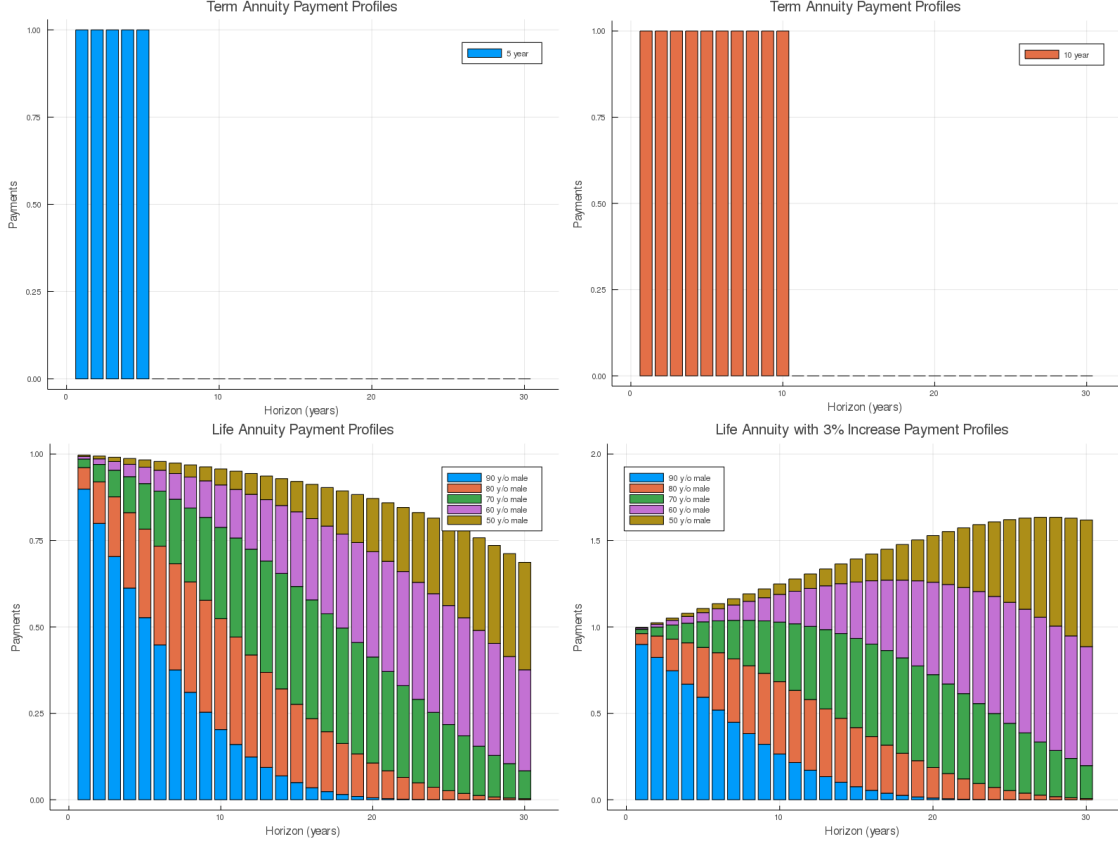 Term Annuity Payment Profiles
1.00
0.75
0.50
0.25
0.00
Payments
5 year
0
10
20
30
Horizon (years)
Term Annuity Payment Profiles
1.00
0.75
0.50
0.25
0.00
Payments
10 year
0
10
20
30
Horizon (years)
Life Annuity Payment Profiles
1.00
0.75
0.50
0.25
0.00
Payments
90 y/o male
80 y/o male
70 y/o male
60 y/o male
50 y/o male
0
10
20
30
Horizon (years)
Life Annuity with 3% Increase Payment Profiles
2.0
1.5
1.0
0.5
0.0
Payments
90 y/o male
80 y/o male
70 y/o male
60 y/o male
50 y/o male
0
10
20
30
Horizon (years)